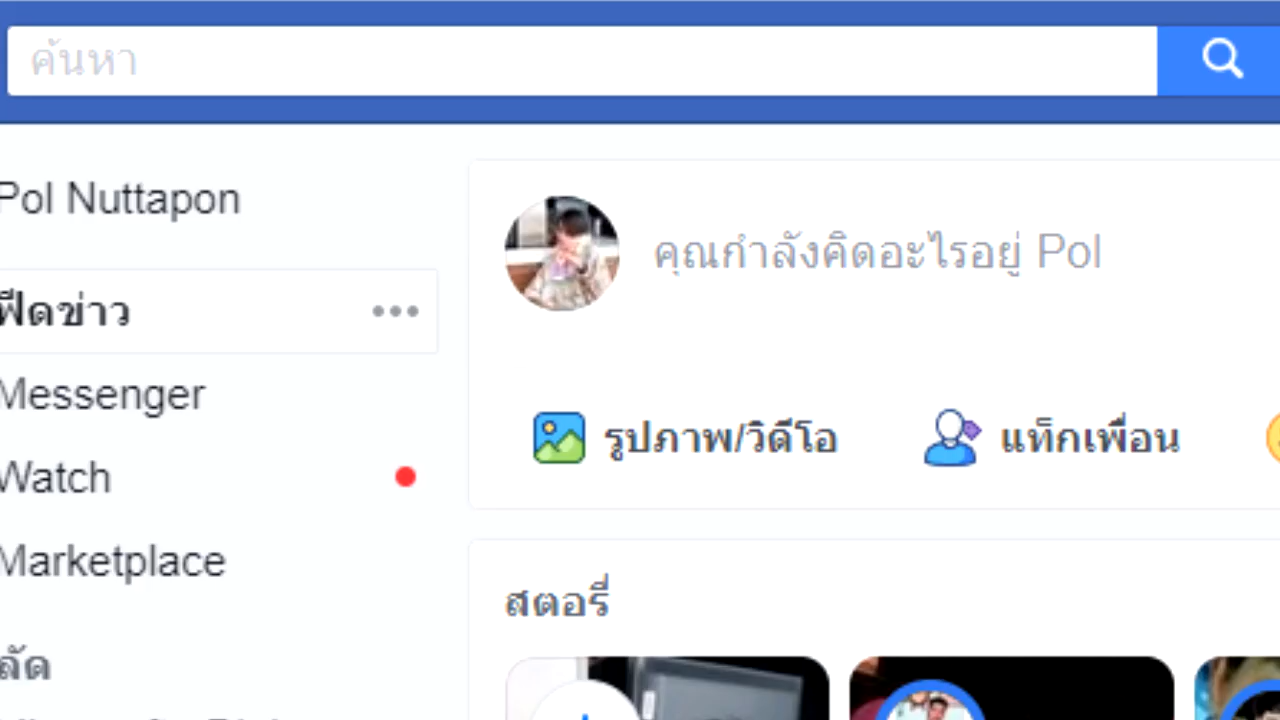 ค้นหา
Pol Nuttapon
ฟีดข่าว
Messenger
Watch
Marketplace
คุณกำลังคิดอะไรอยู่ Pol
รูปภาพ/วิดีโอ
แท็กเพื่อน
สตอรี่